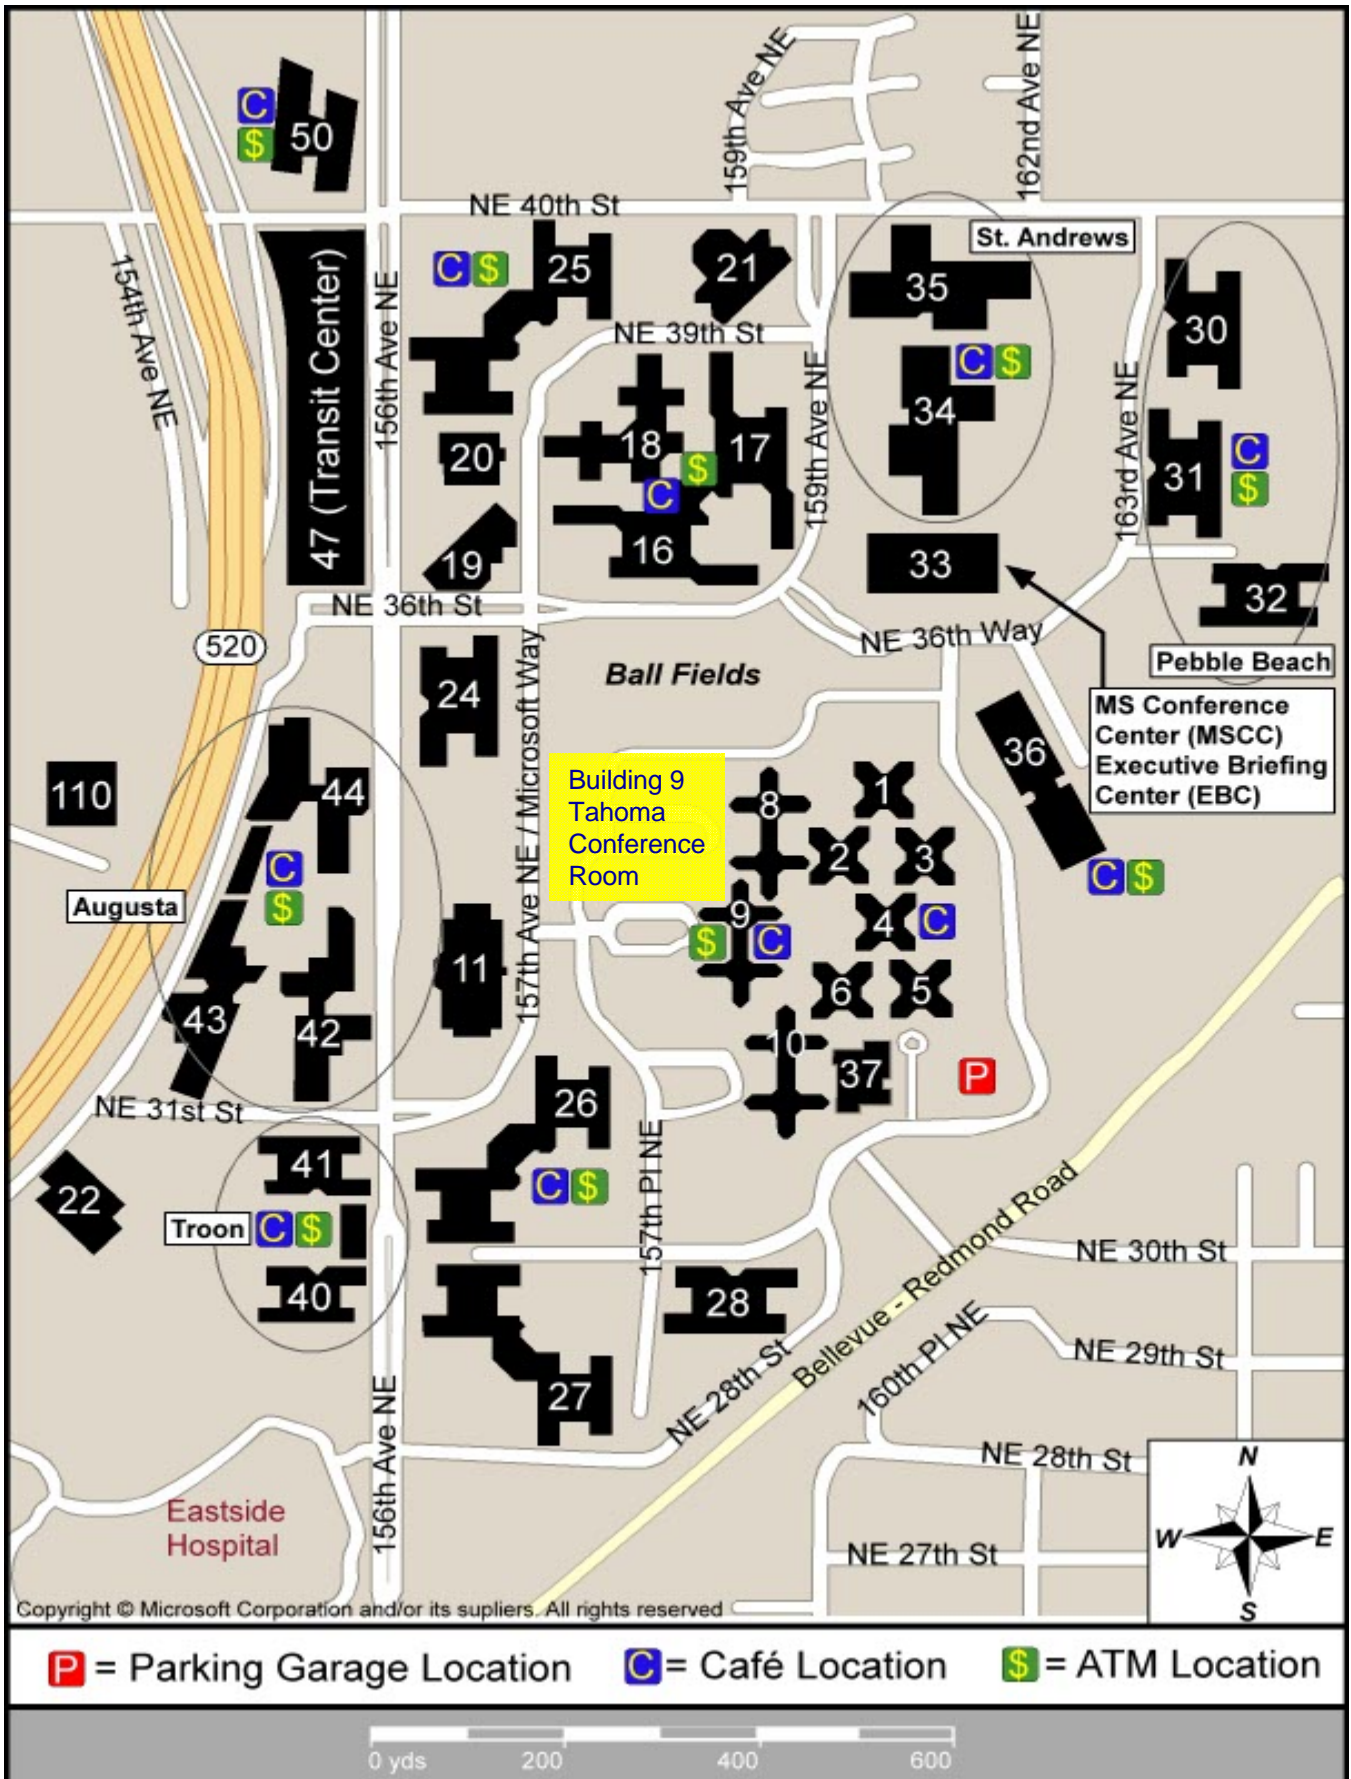 159th Ave NE
162nd Ave NE
C
$
50
NE 40th St
St. Andrews
154th Ave NE
47 (Transit Center)
156th Ave NE
C $
25
21
35
30
NE 39th St
C $
34
163rd Ave NE
159th Ave NE
20
18
17
$
C
16
31
C
$
19
33
32
NE 36th St
NE 36th Way
520
Pebble Beach
24
157th Ave NE / Microsoft Way
Ball Fields
MS Conference
Center (MSCC)
Executive Briefing
Center (EBC)
36
110
44
Building 9
Tahoma
Conference
Room
8
1
2
3
C
$
C $
Augusta
9
4
C
$
C
11
6
5
43
42
10
37
P
NE 31st St
26
157th Pl NE
41
22
C $
Troon
C $
Bellevue - Redmond Road
NE 30th St
40
28
160th Pl NE
NE 29th St
27
NE 28th St
156th Ave NE
NE 28th St
Eastside
Hospital
NE 27th St
N
W
E
S
Copyright © Microsoft Corporation and/or its supliers. All rights reserved
P = Parking Garage Location
C = Café Location
$ = ATM Location
0 yds
200
400
600